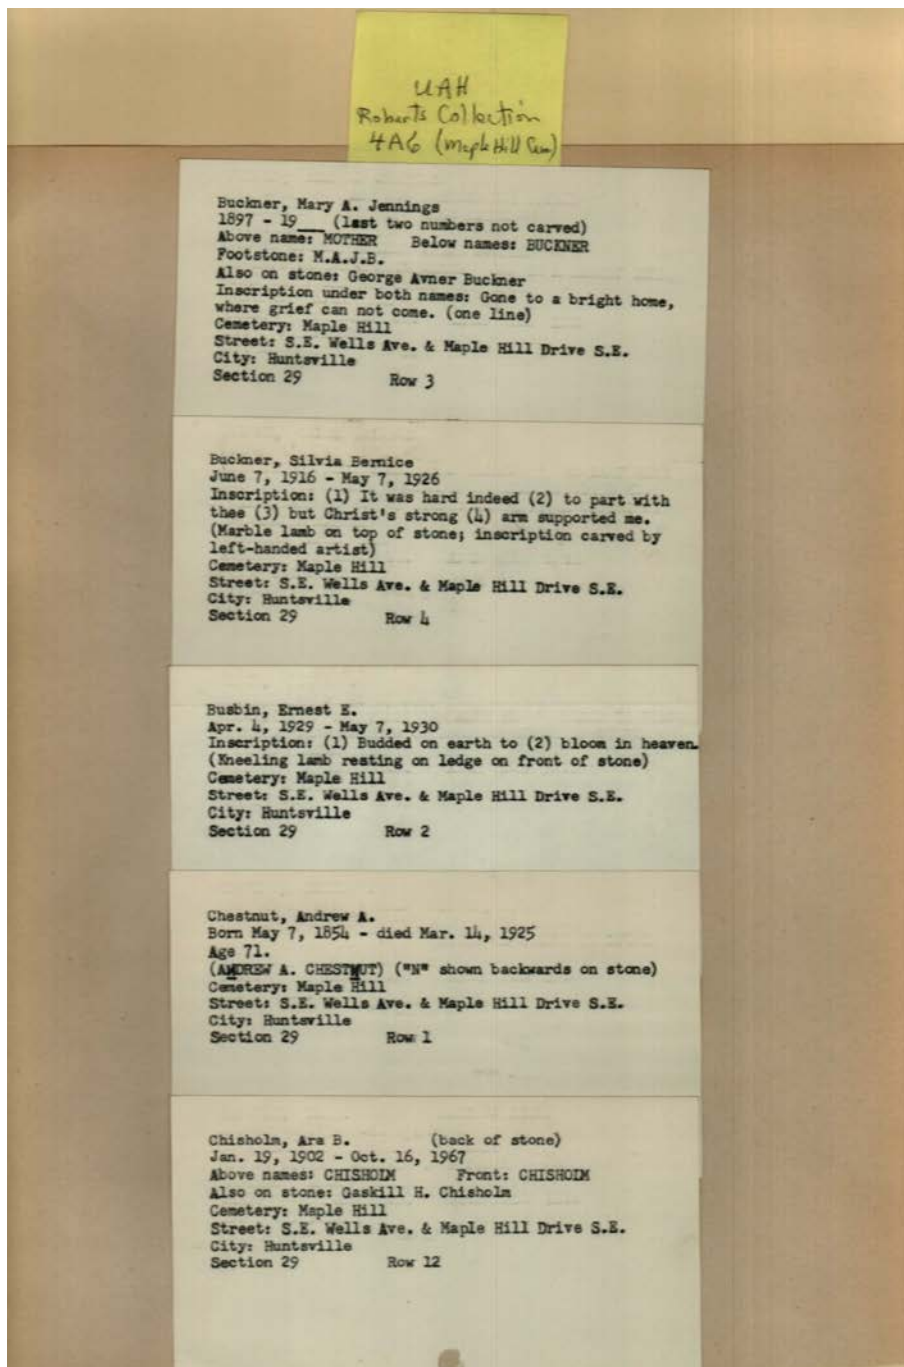 UAH
Roberts Collection
4A6 (Maple Hill Cem)
Buckner, Mary A. Jennings
1897 - 19__ (last two numbers not carved)
Above name: MOTHER Below names: BUCKNER
Footstone: M.A.J.B.
Also on stone: George Avner Buckner
Inscription under both names: Gone to a bright home,
where grief can not come. (one line)
Cemetery: Maple Hill
Street: S.E. Wells Ave. & Maple Hill Drive S.E.
City: Huntsville
Section 29 Row 3
Buckner, Silvia Bernice
June 7, 1916 - May 7, 1926
Inscription: (1) It was hard indeed (2) to part with
thee (3) but Christ's strong (4) arm supported me.
(Marble lamb on top of stone; inscription carved by
left-handed artist)
Cemetery: Maple Hill
Street: S.E. Wells Ave. & Maple Hill Drive S.E.
City: Huntsville
Section 29 Row 4
Busbin, Ernest E.
Apr. 4, 1929 - May 7, 1930
Inscription: (1) Budded on earth to (2) bloom in heaven.
(Kneeling lamb resting on ledge on front of stone)
Cemetery: Maple Hill
Street: S.E. Wells Ave. & Maple Hill Drive S.E.
City: Huntsville
Section 29 Row 2
Chestnut, Andrew A.
Born May 7, 1854 - died Mar. 14, 1925
Age 71.
(ANDREW A. CHESTNUT) ("N" shown backwards on stone)
Cemetery: Maple Hill
Street: S.E. Wells Ave. & Maple Hill Drive S.E.
City: Huntsville
Section 29 Row 1
Chisholm, Ara B. (back of stone)
Jan. 19, 1902 - Oct. 16, 1967
Above names: CHISHOLM Front: CHISHOLM
Also on stone: Gaskill H. Chisholm
Cemetery: Maple Hill
Street: S.E. Wells Ave. & Maple Hill Drive S.E.
City: Huntsville
Section 29 Row 12